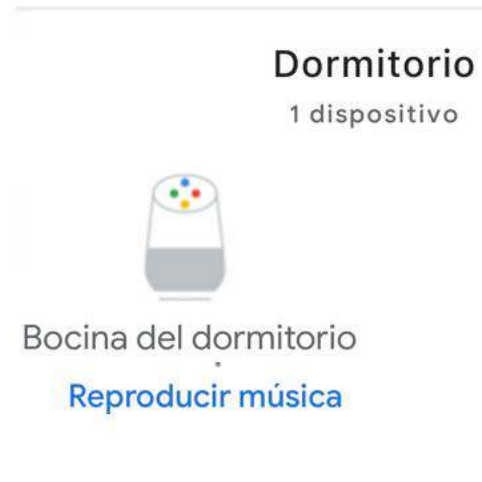 Dormitorio
1 dispositivo
Bocina del dormitorio
Reproducir música